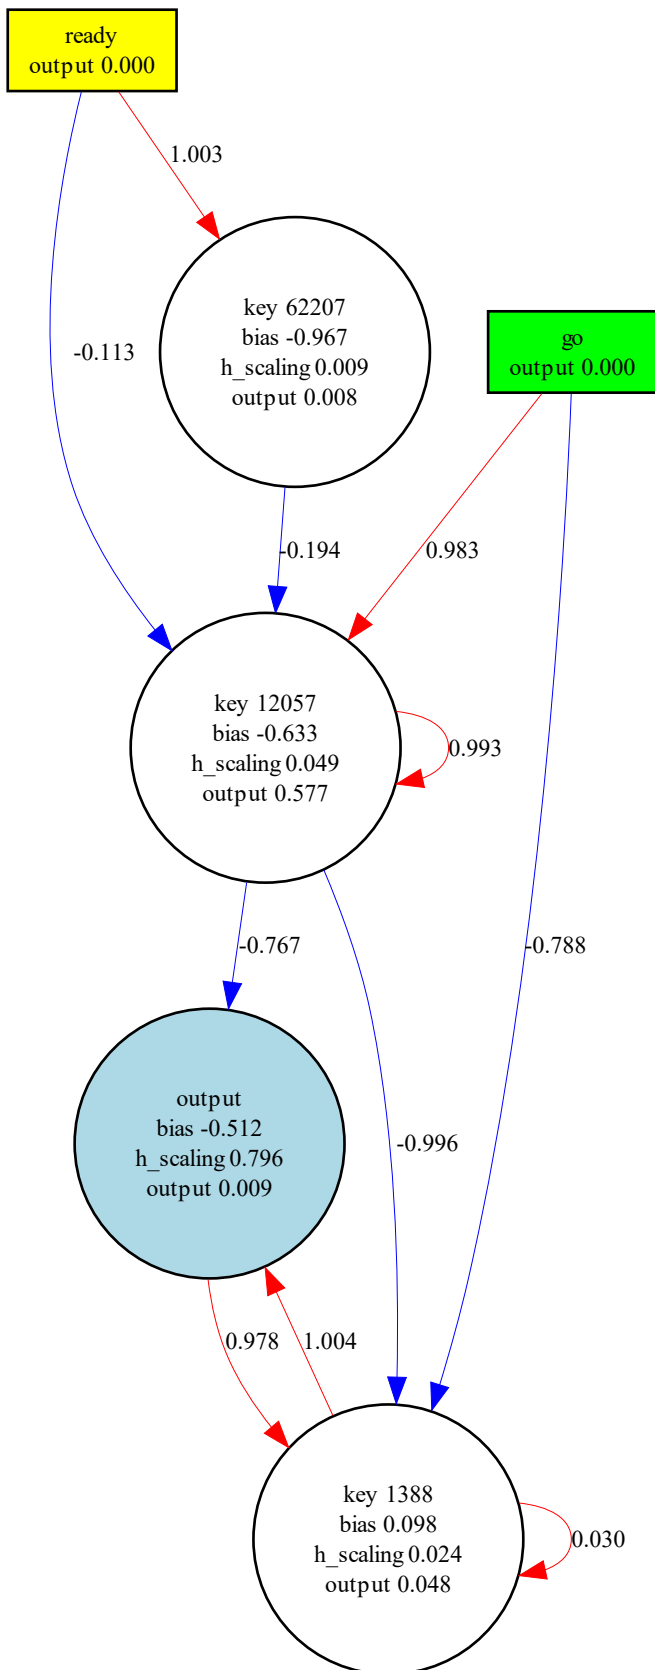 ready
output 0.000
1.003
key 62207
bias -0.967
h_scaling 0.009
output 0.008
go
output 0.000
-0.113
-0.194
0.983
key 12057
bias -0.633
h_scaling 0.049
output 0.577
0.993
-0.767
-0.788
output
bias -0.512
h_scaling 0.796
output 0.009
-0.996
0.978
1.004
key 1388
bias 0.098
h_scaling 0.024
output 0.048
0.030